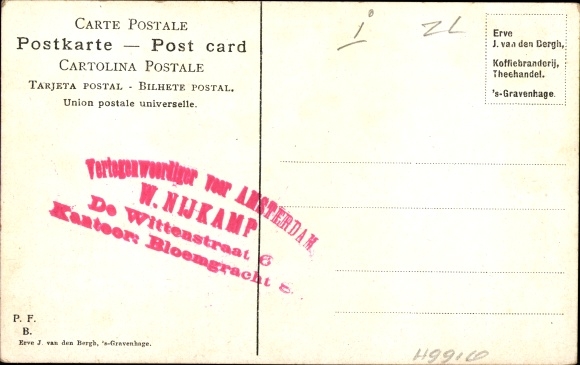 CARTE POSTALE
Postkarte — Post card
CARTOLINA POSTALE
TARJETA POSTAL - BILHETE POSTAL.
Union postale universelle.
1° ZL
Erve
J. van den Bergh,
Koffiebranderij,
Theehandel.
's-Gravenhage.
Vertegenwoordiger voor AMSTERDAM
W. NIJKAMP
De Wittenstraat 6
Kantoor: Bloemgracht
P. F.
B.
Erve J. van den Bergh, 's-Gravenhage.